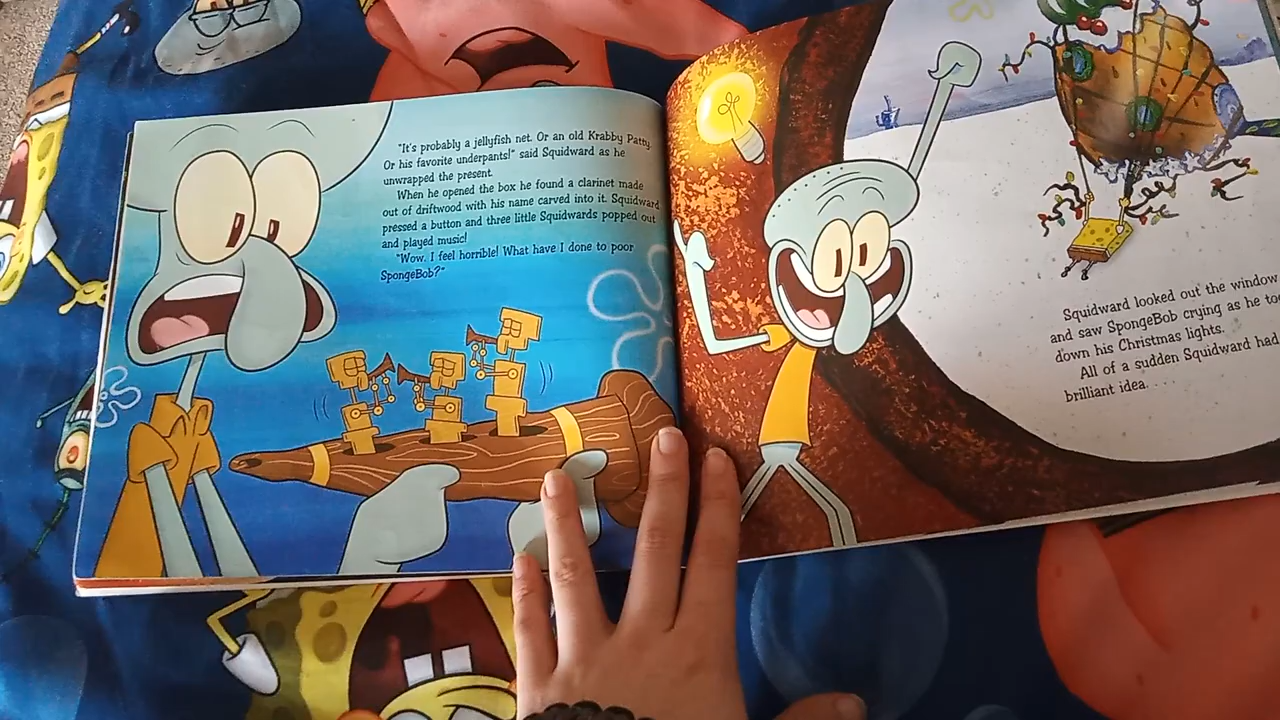 "It's probably a jellyfish net. Or an old Krabby Patty.
Or his favorite underpants!" said Squidward as he
unwrapped the present.
When he opened the box he found a clarinet made
out of driftwood with his name carved into it. Squidward
pressed a button and three little Squidwards popped out
and played music!
"Wow. I feel horrible! What have I done to poor
SpongeBob?"
Squidward looked out the window
and saw SpongeBob crying as he to
down his Christmas lights.
All of a sudden Squidward had
brilliant idea. . . .